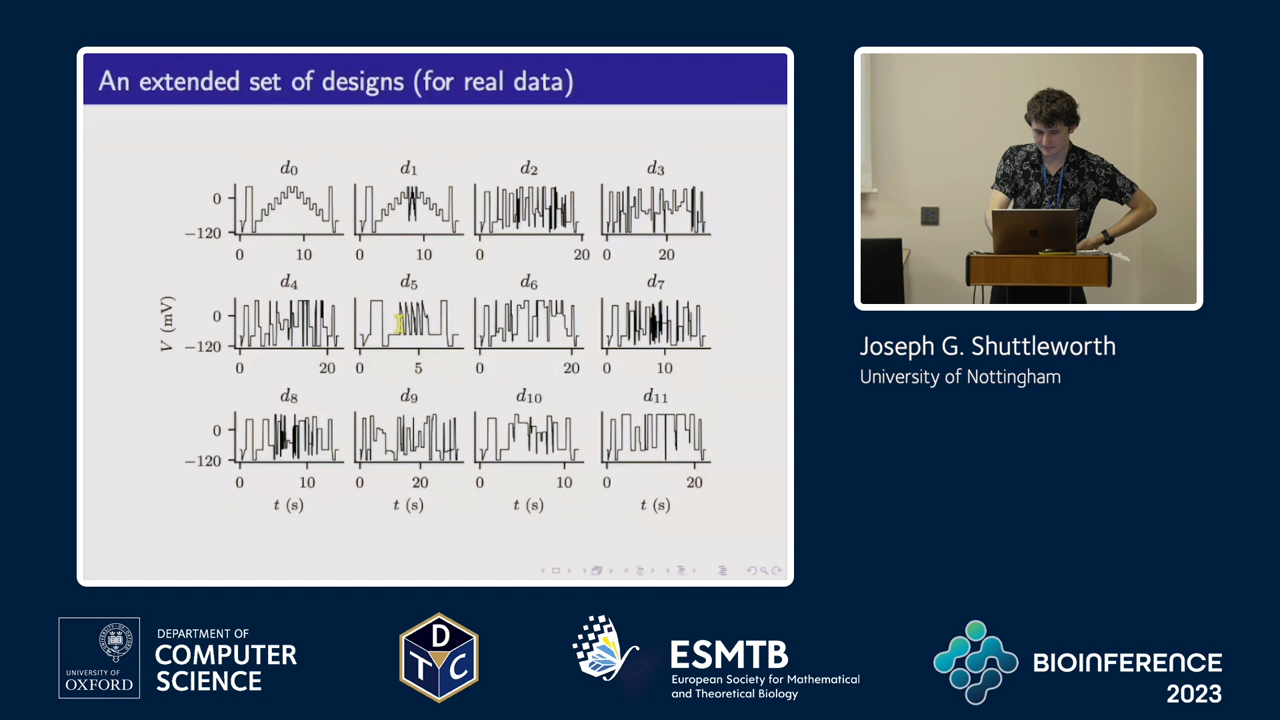 An extended set of designs (for real data)
d0 d1 d2 d3
0
−120
0 10 0 10 0 20 0 20
d4 d5 d6 d7
0
−120
0 20 0 5 0 20 0 10
V (mV)
d8 d9 d10 d11
0
−120
0 10 0 20 0 10 0 20
t (s) t (s) t (s) t (s)
Joseph G. Shuttleworth
University of Nottingham
UNIVERSITY OF
OXFORD
DEPARTMENT OF
COMPUTER
SCIENCE
D
T C
ESMTB
European Society for Mathematical
and Theoretical Biology
BIOINFERENCE
2023